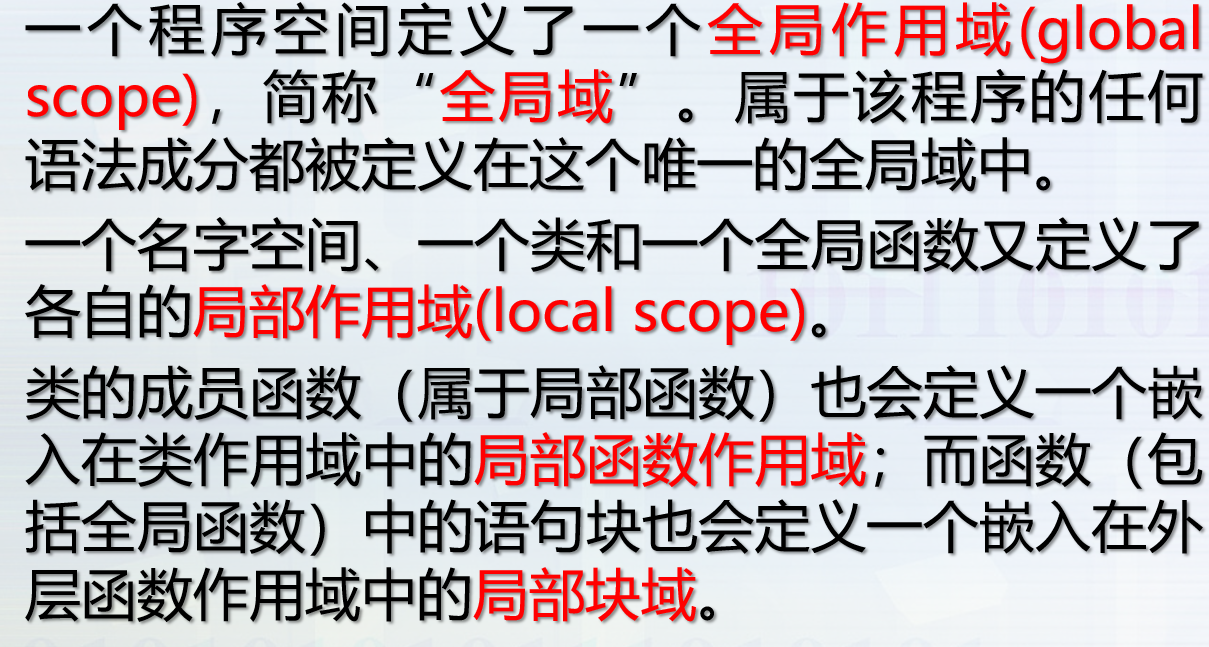 一个程序空间定义了一个全局作用域(global
scope)，简称“全局域”。属于该程序的任何
语法成分都被定义在这个唯一的全局域中。
一个名字空间、一个类和一个全局函数又定义了
各自的局部作用域(local scope)。
类的成员函数（属于局部函数）也会定义一个嵌
入在类作用域中的局部函数作用域；而函数（包
括全局函数）中的语句块也会定义一个嵌入在外
层函数作用域中的局部块域。